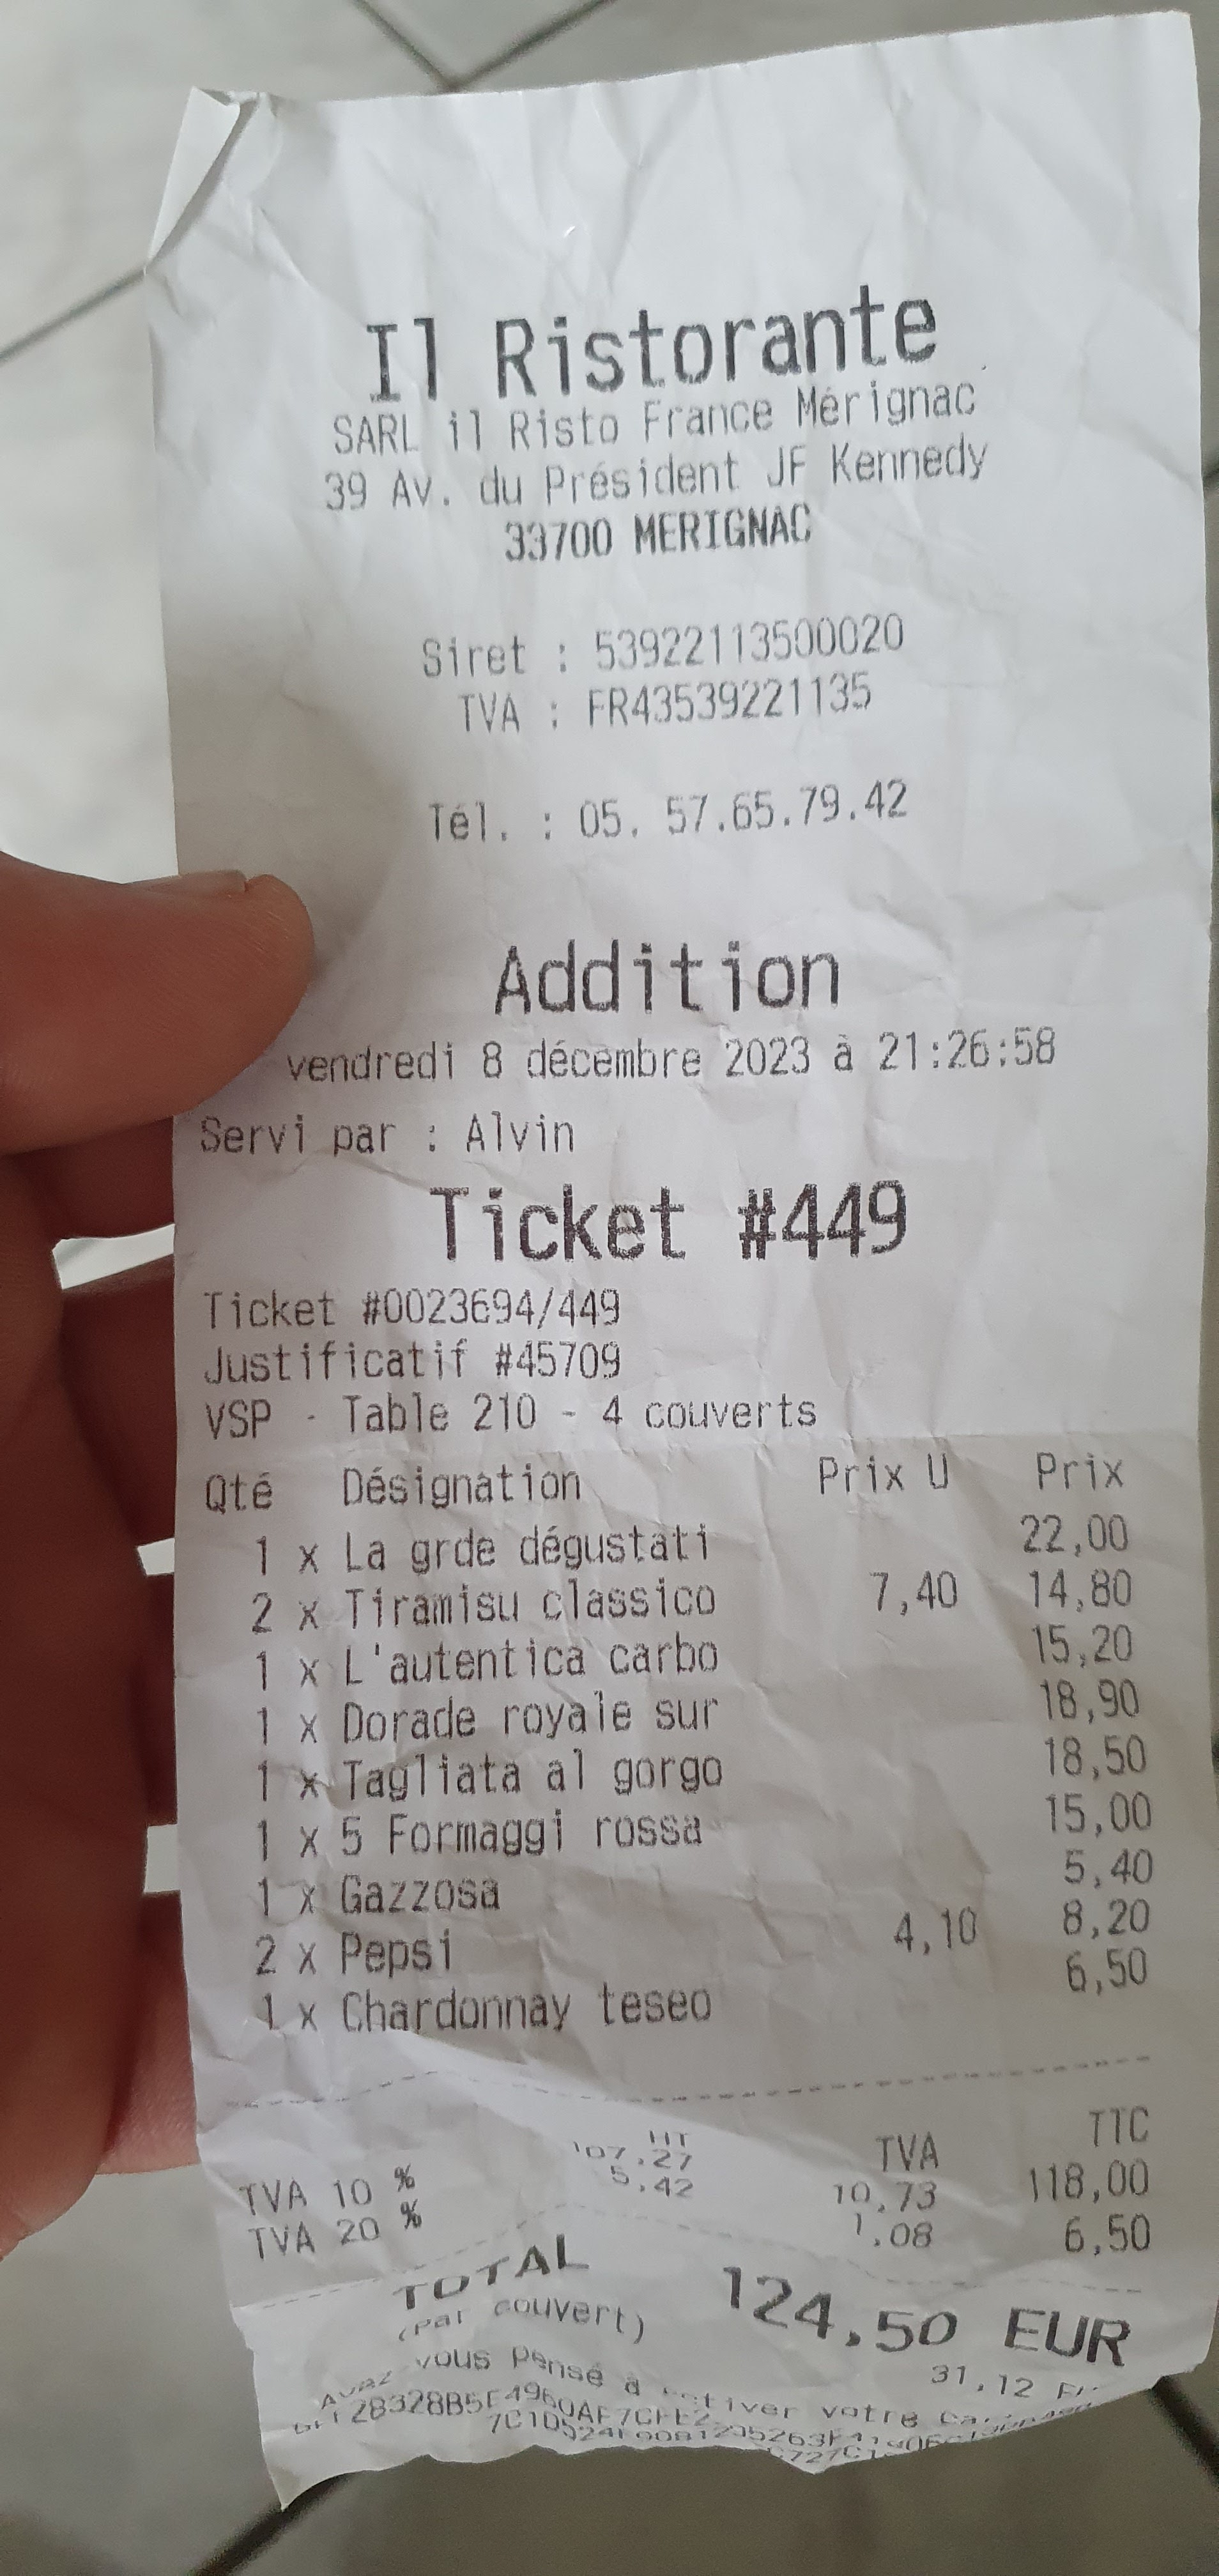 Il Ristorante
SARL il Risto France Mérignac
39 Av. du Président JF Kennedy
33700 MERIGNAC
Siret : 53922113500020
TVA : FR43539221135
Tél. : 05. 57.65.79.42
Addition
vendredi 8 décembre 2023 à 21:26:58
Servi par : Alvin
Ticket #449
Ticket #0023694/449
Justificatif #45709
VSP - Table 210 - 4 couverts
Qté Désignation Prix U Prix
1 x La grde dégustati 22,00
2 x Tiramisu classico 7,40 14,80
1 x L'autentica carbo 15,20
1 x Dorade royale sur 18,90
1 x Tagliata al gorgo 18,50
1 x 5 Formaggi rossa 15,00
1 x Gazzosa 5,40
2 x Pepsi 4,10 8,20
1 x Chardonnay teseo 6,50
HT TVA TTC
TVA 10 % 107,27 10,73 118,00
TVA 20 % 5,42 1,08 6,50
TOTAL 124,50 EUR
(par couvert) 31,12
Avez vous Pensé à votre